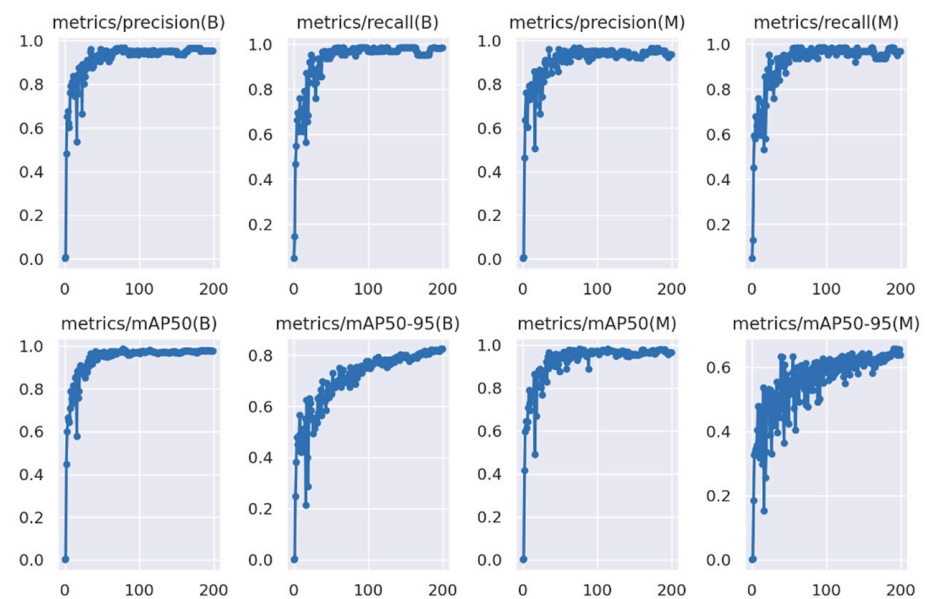 metrics/precision(B) metrics/recall(B) metrics/precision(M) metrics/recall(M)
1.0 1.0 1.0 1.0
0.8 0.8 0.8 0.8
0.6 0.6 0.6 0.6
0.4 0.4 0.4 0.4
0.2 0.2 0.2 0.2
0.0 0.0
0 100 200 0 100 200 0 100 200 0 100 200
metrics/mAP50(B) metrics/mAP50-95(B) metrics/mAP50(M) metrics/mAP50-95(M)
1.0 0.8 1.0 0.6
0.8 0.6 0.8 0.4
0.6 0.4 0.6 0.2
0.4 0.2 0.4 0.0
0.2 0.0 0.2
0.0 0.0
0 100 200 0 100 200 0 100 200 0 100 200